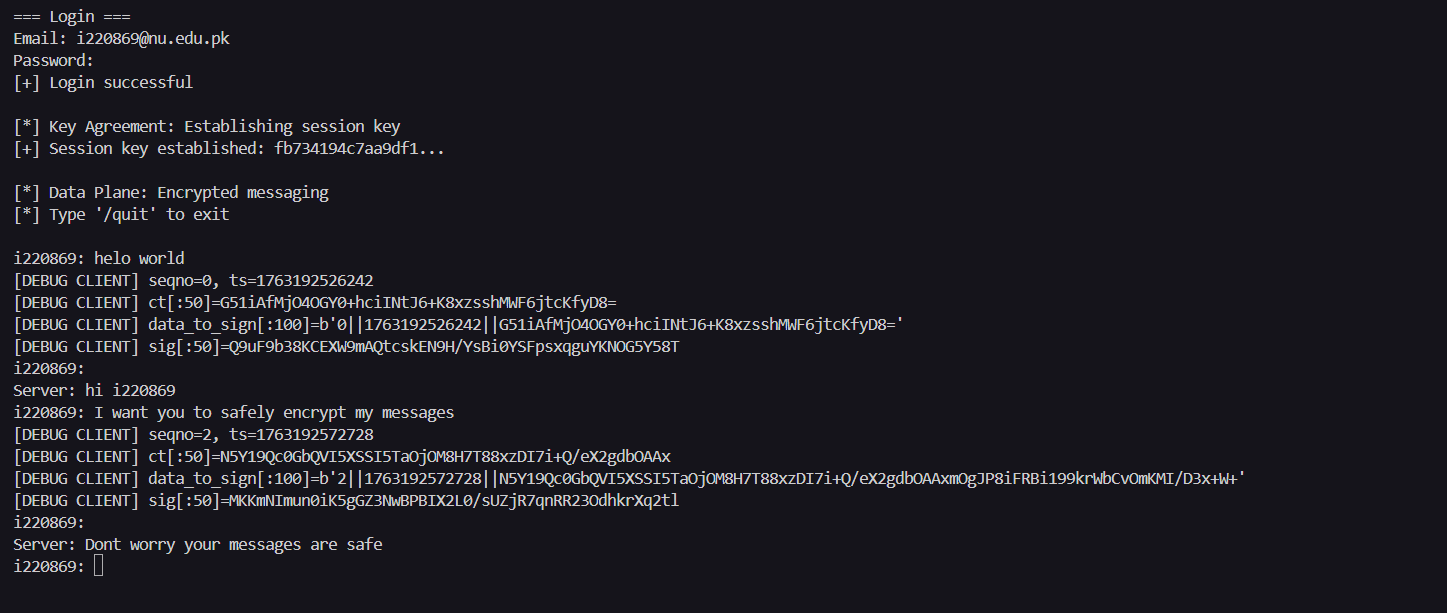 === Login ===
Email: i220869@nu.edu.pk
Password:
[+] Login successful
[*] Key Agreement: Establishing session key
[+] Session key established: fb734194c7aa9df1...
[*] Data Plane: Encrypted messaging
[*] Type '/quit' to exit
i220869: helo world
[DEBUG CLIENT] seqno=0, ts=1763192526242
[DEBUG CLIENT] ct[:50]=G51iAfMjO4OGY0+hciINtJ6+K8xzsshMWF6jtcKfyD8=
[DEBUG CLIENT] data_to_sign[:100]=b'0||1763192526242||G51iAfMjO4OGY0+hciINtJ6+K8xzsshMWF6jtcKfyD8='
[DEBUG CLIENT] sig[:50]=Q9uF9b38KCEXW9mAQtcskEN9H/YsBi0YSFpsxqguYKNOG5Y58T
i220869:
Server: hi i220869
i220869: I want you to safely encrypt my messages
[DEBUG CLIENT] seqno=2, ts=1763192572728
[DEBUG CLIENT] ct[:50]=N5Y19Qc0GbQVI5XSSI5TaOjOM8H7T88xzDI7i+Q/eX2gdbOAAx
[DEBUG CLIENT] data_to_sign[:100]=b'2||1763192572728||N5Y19Qc0GbQVI5XSSI5TaOjOM8H7T88xzDI7i+Q/eX2gdbOAAxmOgJP8iFRBi199krWbCvOmKMI/D3x+W+'
[DEBUG CLIENT] sig[:50]=MKKmNImun0iK5gGZ3NwBPBIX2L0/sUZjR7qnRR23OdhkrXq2tl
i220869:
Server: Dont worry your messages are safe
i220869: